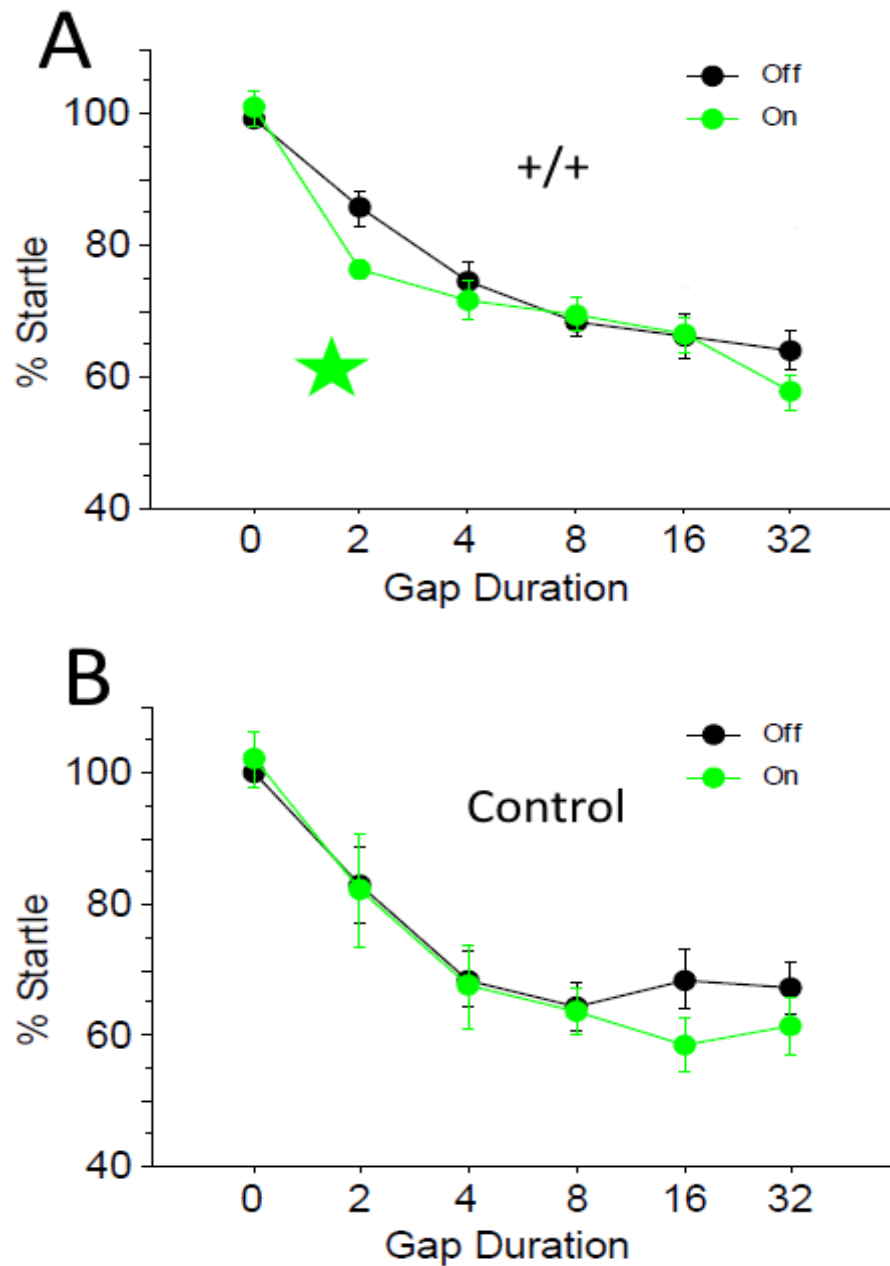 A
Off
On
+/+
% Startle
100
80
60
40
0 2 4 8 16 32
Gap Duration
B
Off
On
Control
% Startle
100
80
60
40
0 2 4 8 16 32
Gap Duration